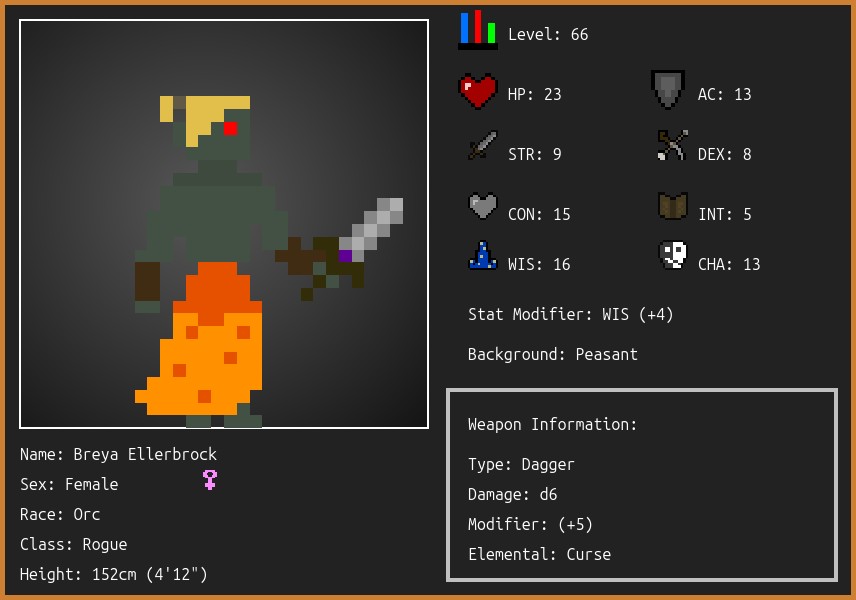 Level: 66
HP: 23
AC: 13
STR: 9
DEX: 8
CON: 15
INT: 5
WIS: 16
CHA: 13
Stat Modifier: WIS (+4)
Background: Peasant
Weapon Information:
Type: Dagger
Damage: d6
Modifier: (+5)
Elemental: Curse
Name: Breya Ellerbrock
Sex: Female
Race: Orc
Class: Rogue
Height: 152cm (4'12")